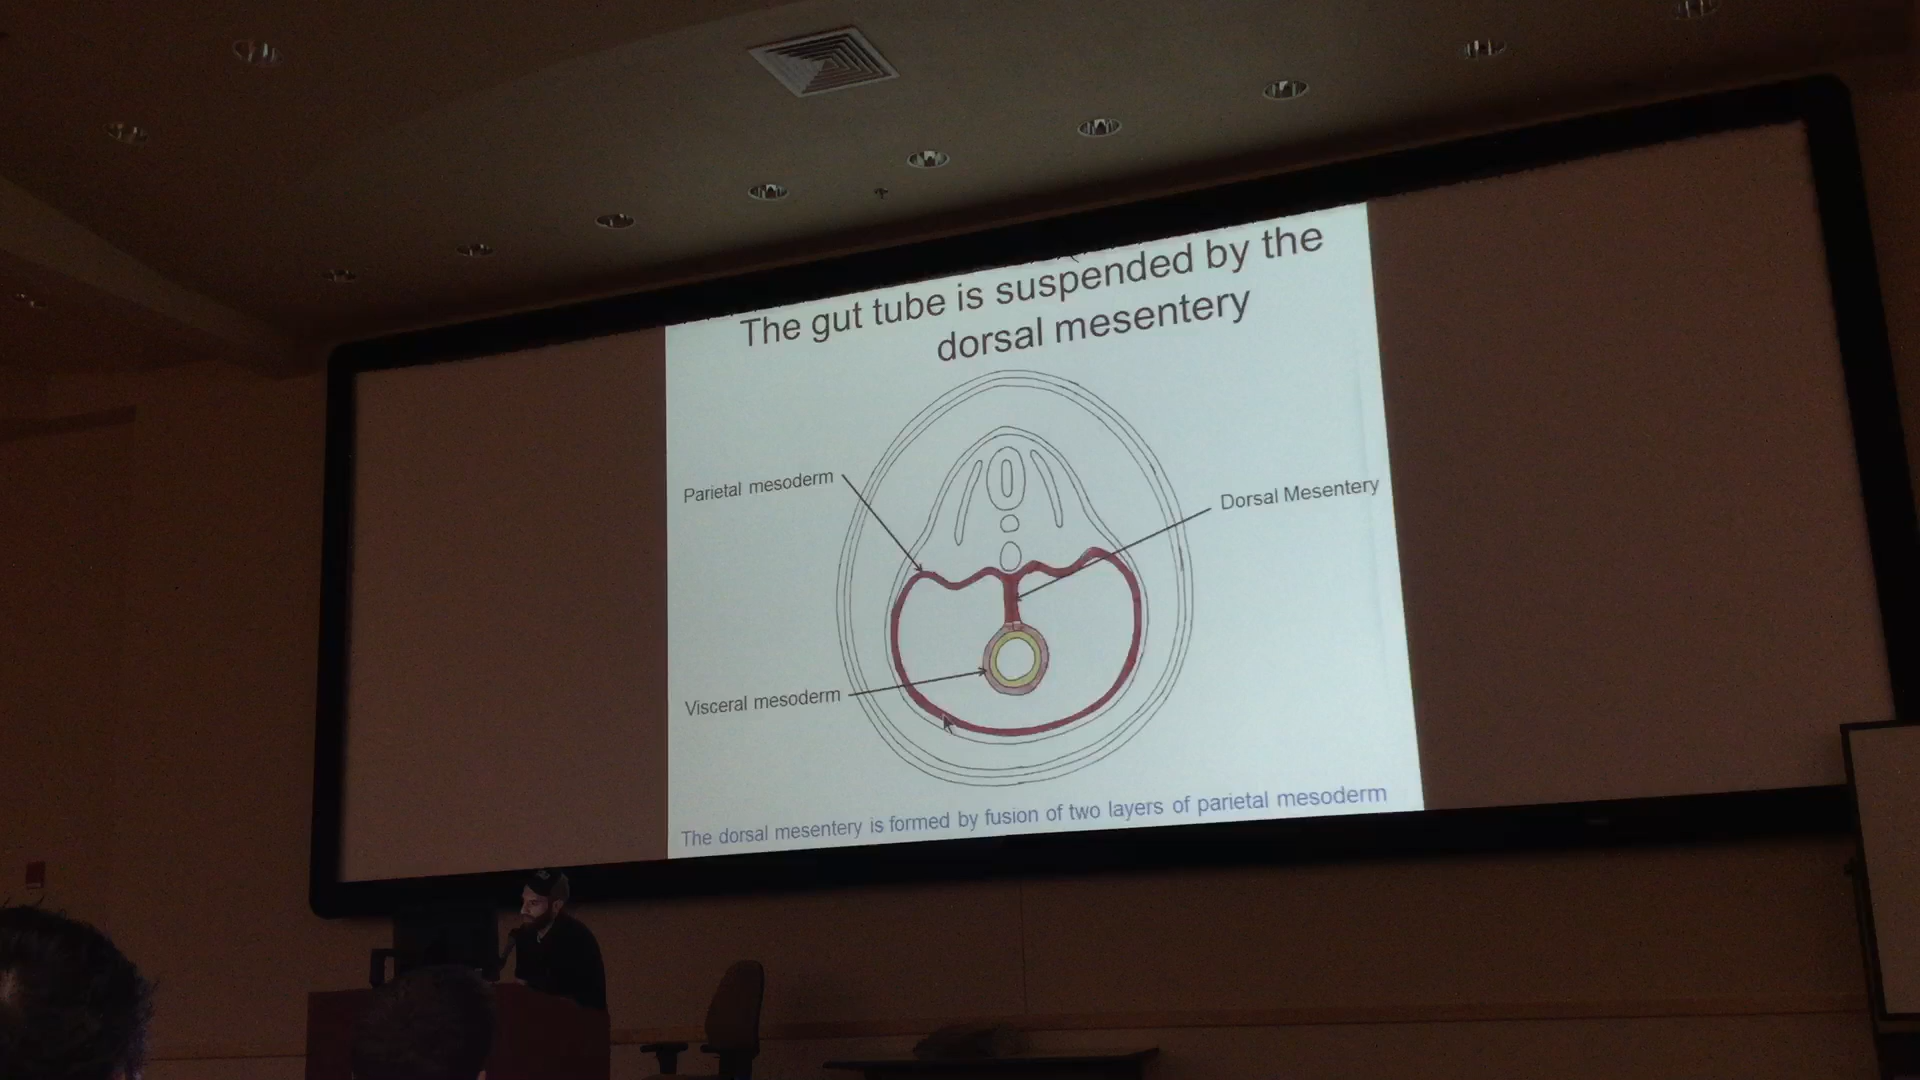 The gut tube is suspended by the
dorsal mesentery
Parietal mesoderm
Dorsal Mesentery
Visceral mesoderm
The dorsal mesentery is formed by fusion of two layers of parietal mesoderm